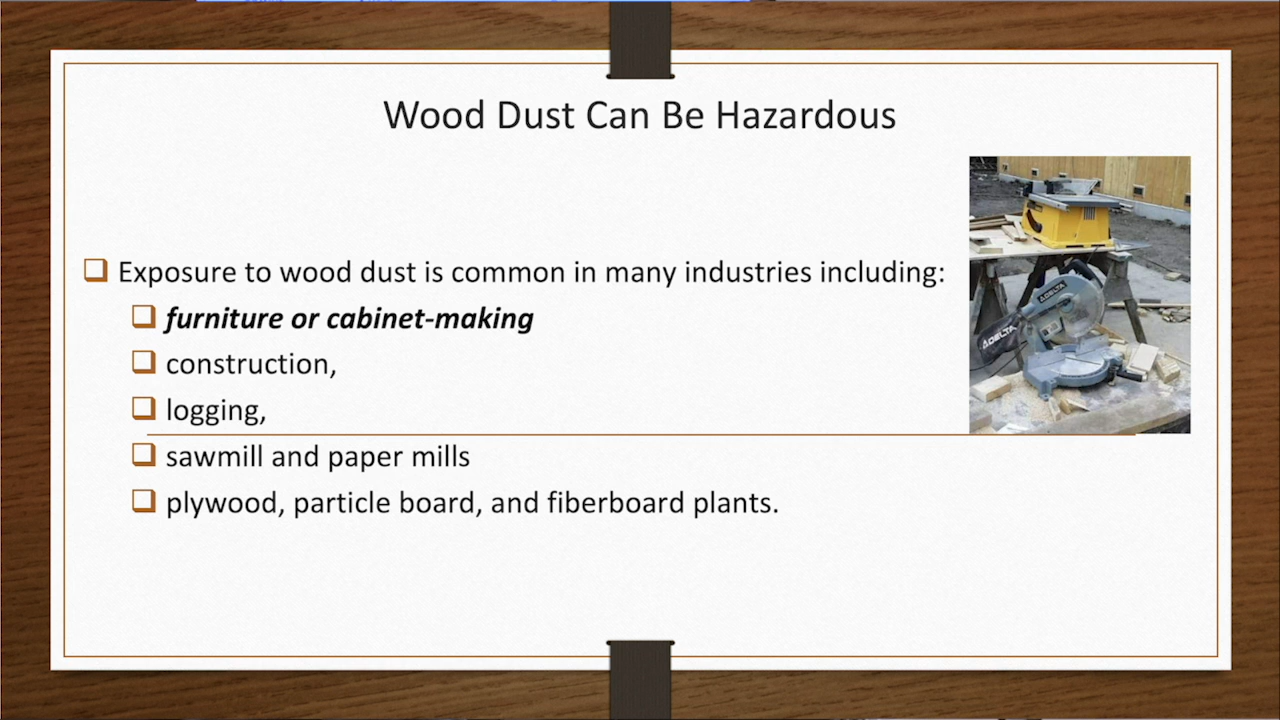 Wood Dust Can Be Hazardous
Exposure to wood dust is common in many industries including:
furniture or cabinet-making
construction,
logging,
sawmill and paper mills
plywood, particle board, and fiberboard plants.
DELTA
DELTA